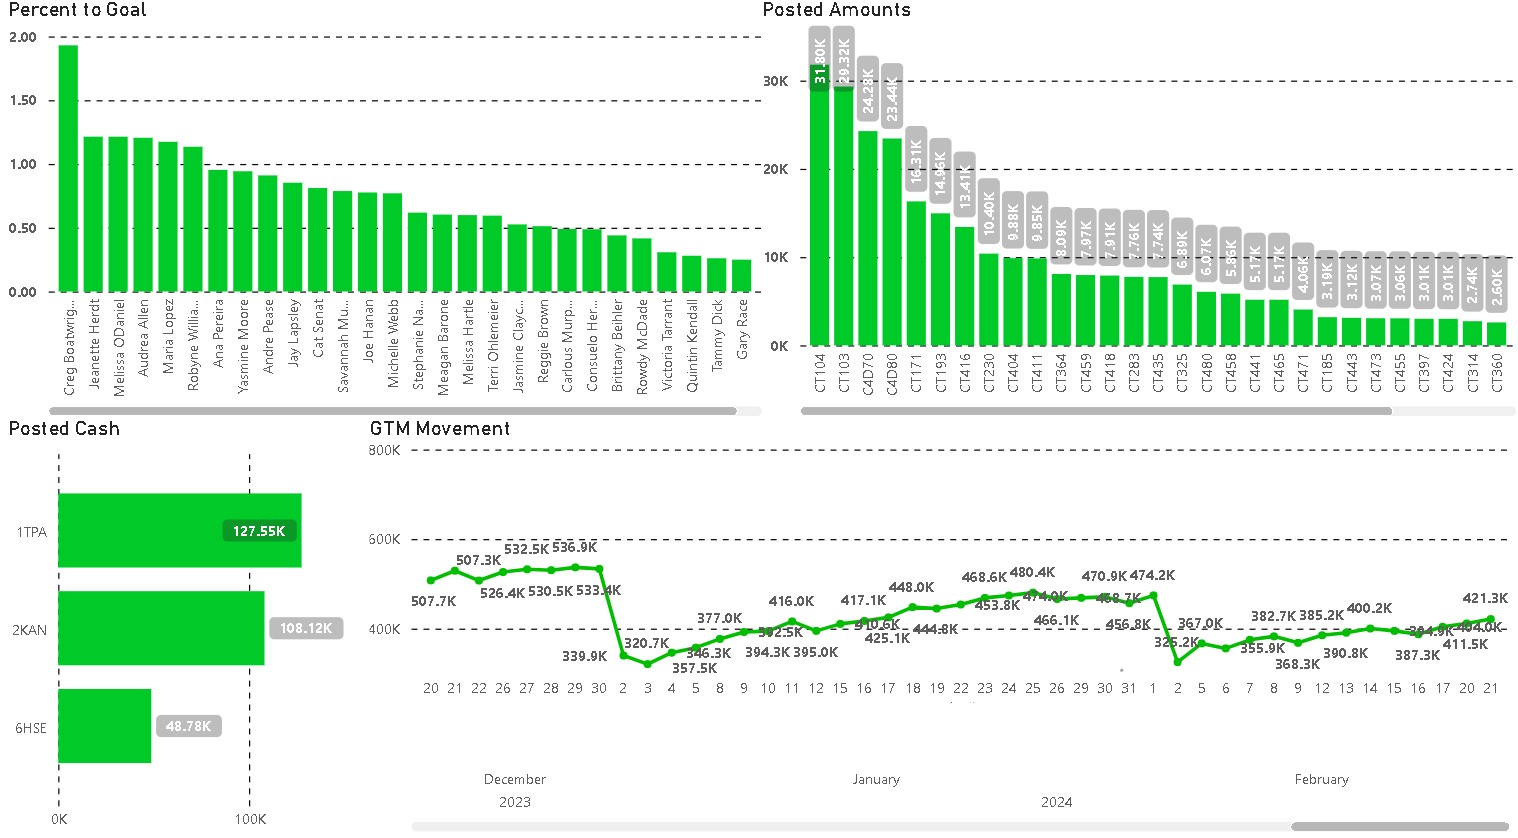 Percent to Goal
2.00
1.50
1.00
0.50
0.00
Creg Boatwrig...
Jeanette Herdt
Melissa ODaniel
Audrea Allen
Maria Lopez
Robyne Willia...
Ana Pereira
Yasmine Moore
Andre Pease
Jay Lapsley
Cat Senat
Savannah Mu...
Joe Hanan
Michelle Webb
Stephanie Na...
Meagan Barone
Melissa Hartle
Terri Ohlemeier
Jasmine Clayc...
Reggie Brown
Carlous Murp...
Consuelo Her...
Brittany Beihler
Rowdy McDade
Victoria Tarrant
Quintin Kendall
Tammy Dick
Gary Race
Posted Amounts
30K
20K
10K
0K
31.80K
29.32K
24.28K
23.44K
16.31K
14.96K
13.41K
10.40K
9.88K
9.85K
8.09K
7.97K
7.91K
7.76K
7.74K
6.89K
6.07K
5.86K
5.17K
5.17K
4.06K
3.19K
3.12K
3.07K
3.06K
3.01K
3.01K
2.74K
2.60K
CT104
CT103
C4D70
C4D80
CT171
CT193
CT416
CT230
CT404
CT411
CT364
CT459
CT418
CT283
CT435
CT325
CT480
CT458
CT441
CT465
CT471
CT185
CT443
CT473
CT455
CT397
CT424
CT314
CT360
Posted Cash
1TPA
127.55K
2KAN
108.12K
6HSE
48.78K
0K 100K
GTM Movement
800K
600K
400K
507.7K
507.3K
526.4K
532.5K
530.5K
536.9K
533.4K
339.9K
320.7K
346.3K
357.5K
377.0K
394.3K
392.5K
416.0K
395.0K
417.1K
410.6K
425.1K
448.0K
444.8K
468.6K
453.8K
480.4K
474.0K
466.1K
470.9K
468.7K
456.8K
474.2K
325.2K
367.0K
355.9K
382.7K
368.3K
385.2K
390.8K
400.2K
387.3K
394.9K
411.5K
404.0K
421.3K
20 21 22 26 27 28 29 30 2 3 4 5 8 9 10 11 12 15 16 17 18 19 22 23 24 25 26 29 30 31 1 2 5 6 7 8 9 12 13 14 15 16 17 20 21
December January February
2023 2024